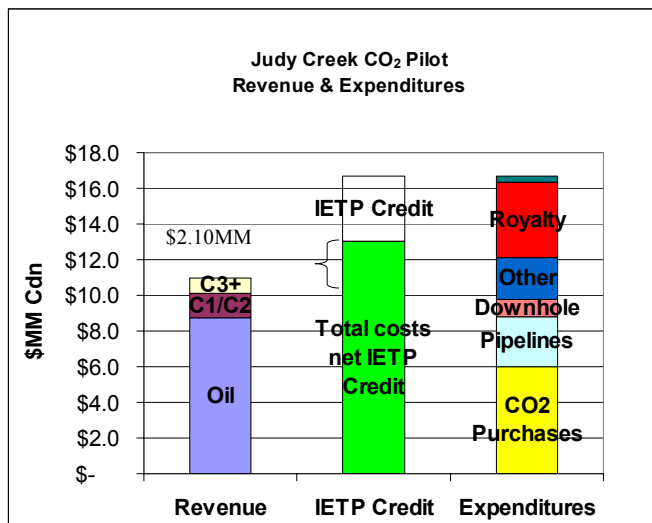 Judy Creek CO₂ Pilot
Revenue & Expenditures
$MM Cdn
$18.0
$16.0
$14.0
$12.0
$10.0
$8.0
$6.0
$4.0
$2.0
$-
$2.10MM
C3+
C1/C2
Oil
IETP Credit
Total costs
net IETP
Credit
Royalty
Other
Downhole
Pipelines
CO2
Purchases
Revenue
IETP Credit
Expenditures